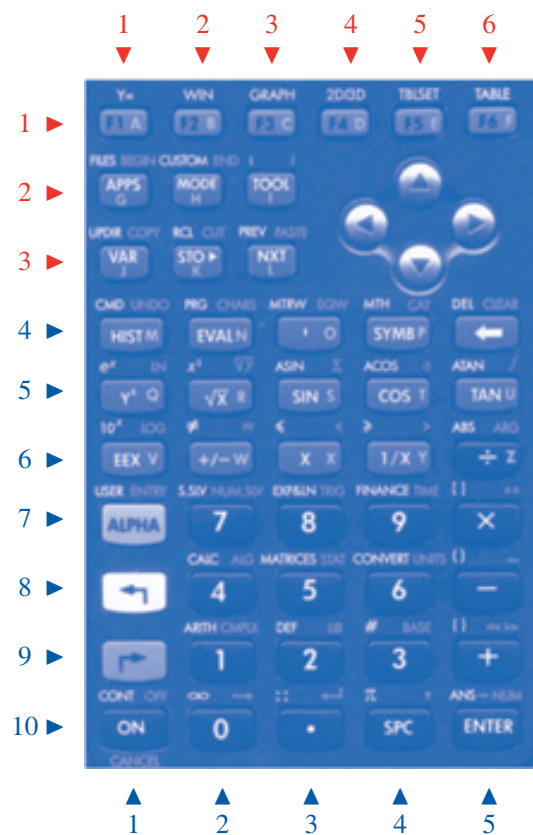 1 2 3 4 5 6
Y= WIN GRAPH 2D/3D TBLSET TABLE
1 F1 A F2 B F3 C F4 D F5 E F6 F
FILES BEGIN CUSTOM END i I
2 APPS G MODE H TOOL I
UPDIR COPY RCL CUT PREV PASTE
3 VAR J STO▶ K NXT L
CMD UNDO PRG CHARS MTRW EQW MTH CAT DEL CLEAR
4 HIST M EVAL N ' O SYMB P
eˣ LN x² ASIN Σ ACOS ∂ ATAN ∫
5 Yˣ Q √X R SIN S COS T TAN U
10ˣ LOG ≠ = ≤ < ≥ > ABS ARG
6 EEX V +/− W X X 1/X Y ÷ Z
USER ENTRY S.SLV NUM.SLV EXP&LN TRIG FINANCE TIME [ ]
7 ALPHA 7 8 9 ×
CALC ALG MATRICES STAT CONVERT UNITS ( ) _
8 4 5 6 −
ARITH CMPLX DEF LIB # BASE { } «»
9 1 2 3 +
CONT OFF ∞ → :: ↵ π , ANS →NUM
10 ON 0 . SPC ENTER
CANCEL
1 2 3 4 5